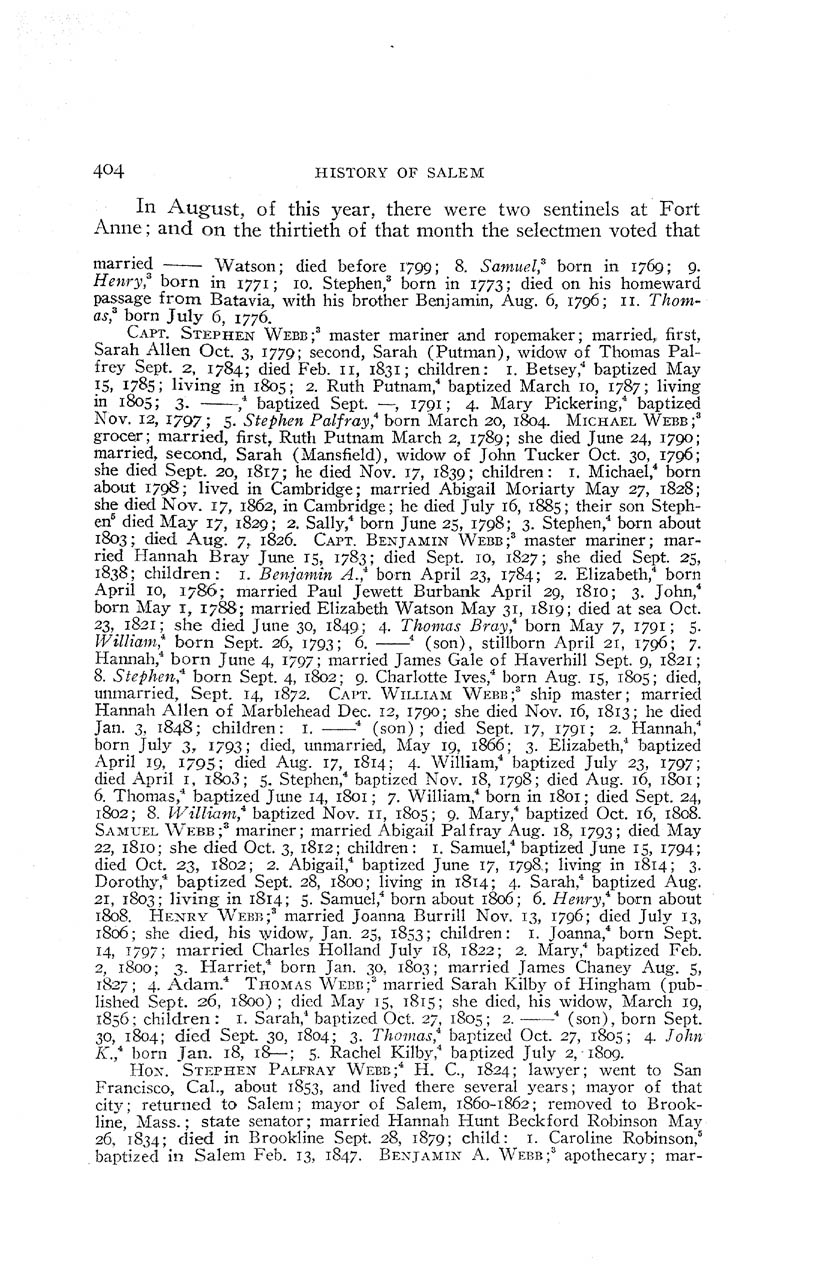 404 HISTORY OF SALEM
In August, of this year, there were two sentinels at Fort
Anne; and on the thirtieth of that month the selectmen voted that
married —— Watson; died before 1799; 8. Samuel,³ born in 1769; 9.
Henry,³ born in 1771; 10. Stephen,³ born in 1773; died on his homeward
passage from Batavia, with his brother Benjamin, Aug. 6, 1796; 11. Thom-
as,³ born July 6, 1776.
CAPT. STEPHEN WEBB;³ master mariner and ropemaker; married, first,
Sarah Allen Oct. 3, 1779; second, Sarah (Putman), widow of Thomas Pal-
frey Sept. 2, 1784; died Feb. 11, 1831; children: 1. Betsey,⁴ baptized May
15, 1785; living in 1805; 2. Ruth Putnam,⁴ baptized March 10, 1787; living
in 1805; 3. ——,⁴ baptized Sept. —, 1791; 4. Mary Pickering,⁴ baptized
Nov. 12, 1797; 5. Stephen Palfray,⁴ born March 20, 1804. MICHAEL WEBB;³
grocer; married, first, Ruth Putnam March 2, 1789; she died June 24, 1790;
married, second, Sarah (Mansfield), widow of John Tucker Oct. 30, 1796;
she died Sept. 20, 1817; he died Nov. 17, 1839; children: 1. Michael,⁴ born
about 1798; lived in Cambridge; married Abigail Moriarty May 27, 1828;
she died Nov. 17, 1862, in Cambridge; he died July 16, 1885; their son Steph-
en⁵ died May 17, 1829; 2. Sally,⁴ born June 25, 1798; 3. Stephen,⁴ born about
1803; died Aug. 7, 1826. CAPT. BENJAMIN WEBB;³ master mariner; mar-
ried Hannah Bray June 15, 1783; died Sept. 10, 1827; she died Sept. 25,
1838; children: 1. Benjamin A.,⁴ born April 23, 1784; 2. Elizabeth,⁴ born
April 10, 1786; married Paul Jewett Burbank April 29, 1810; 3. John,⁴
born May 1, 1788; married Elizabeth Watson May 31, 1819; died at sea Oct.
23, 1821; she died June 30, 1849; 4. Thomas Bray,⁴ born May 7, 1791; 5.
William,⁴ born Sept. 26, 1793; 6. ——⁴ (son), stillborn April 21, 1796; 7.
Hannah,⁴ born June 4, 1797; married James Gale of Haverhill Sept. 9, 1821;
8. Stephen,⁴ born Sept. 4, 1802; 9. Charlotte Ives,⁴ born Aug. 15, 1805; died,
unmarried, Sept. 14, 1872. CAPT. WILLIAM WEBB;³ ship master; married
Hannah Allen of Marblehead Dec. 12, 1790; she died Nov. 16, 1813; he died
Jan. 3, 1848; children: 1. ——⁴ (son); died Sept. 17, 1791; 2. Hannah,⁴
born July 3, 1793; died, unmarried, May 19, 1866; 3. Elizabeth,⁴ baptized
April 19, 1795; died Aug. 17, 1814; 4. William,⁴ baptized July 23, 1797;
died April 1, 1803; 5. Stephen,⁴ baptized Nov. 18, 1798; died Aug. 16, 1801;
6. Thomas,⁴ baptized June 14, 1801; 7. William,⁴ born in 1801; died Sept. 24,
1802; 8. William,⁴ baptized Nov. 11, 1805; 9. Mary,⁴ baptized Oct. 16, 1808.
SAMUEL WEBB;³ mariner; married Abigail Palfray Aug. 18, 1793; died May
22, 1810; she died Oct. 3, 1812; children: 1. Samuel,⁴ baptized June 15, 1794;
died Oct. 23, 1802; 2. Abigail,⁴ baptized June 17, 1798; living in 1814; 3.
Dorothy,⁴ baptized Sept. 28, 1800; living in 1814; 4. Sarah,⁴ baptized Aug.
21, 1803; living in 1814; 5. Samuel,⁴ born about 1806; 6. Henry,⁴ born about
1808. HENRY WEBB;³ married Joanna Burrill Nov. 13, 1796; died July 13,
1806; she died, his widow, Jan. 25, 1853; children: 1. Joanna,⁴ born Sept.
14, 1797; married Charles Holland July 18, 1822; 2. Mary,⁴ baptized Feb.
2, 1800; 3. Harriet,⁴ born Jan. 30, 1803; married James Chaney Aug. 5,
1827; 4. Adam.⁴ THOMAS WEBB;³ married Sarah Kilby of Hingham (pub-
lished Sept. 26, 1800); died May 15, 1815; she died, his widow, March 19,
1856; children: 1. Sarah,⁴ baptized Oct. 27, 1805; 2. ——⁴ (son), born Sept.
30, 1804; died Sept. 30, 1804; 3. Thomas,⁴ baptized Oct. 27, 1805; 4. John
K.,⁴ born Jan. 18, 18—; 5. Rachel Kilby,⁴ baptized July 2, 1809.
HON. STEPHEN PALFRAY WEBB;⁴ H. C., 1824; lawyer; went to San
Francisco, Cal., about 1853, and lived there several years; mayor of that
city; returned to Salem; mayor of Salem, 1860-1862; removed to Brook-
line, Mass.; state senator; married Hannah Hunt Beckford Robinson May
26, 1834; died in Brookline Sept. 28, 1879; child: 1. Caroline Robinson,⁵
baptized in Salem Feb. 13, 1847. BENJAMIN A. WEBB;³ apothecary; mar-